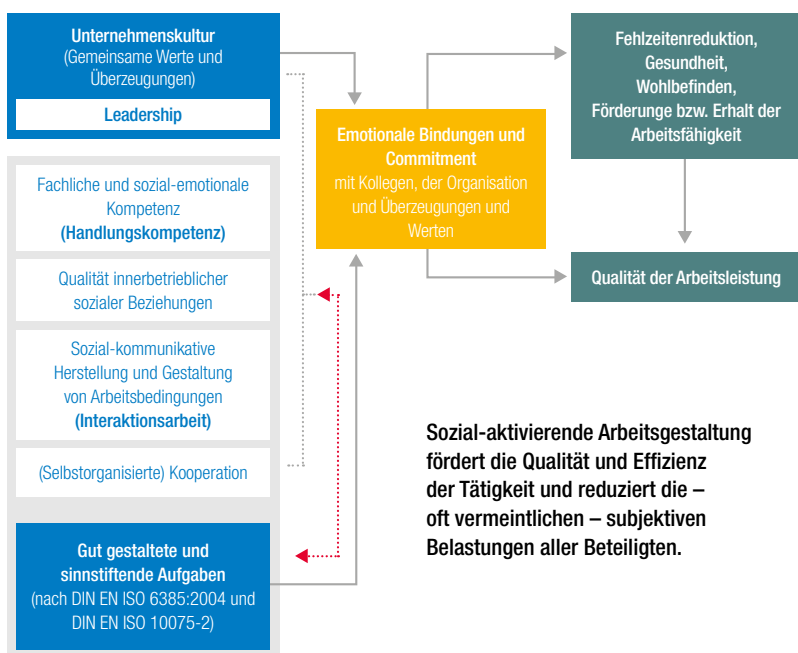 Unternehmenskultur
(Gemeinsame Werte und
Überzeugungen)
Leadership
Fachliche und sozial-emotionale
Kompetenz
(Handlungskompetenz)
Qualität innerbetrieblicher
sozialer Beziehungen
Sozial-kommunikative
Herstellung und Gestaltung
von Arbeitsbedingungen
(Interaktionsarbeit)
(Selbstorganisierte) Kooperation
Gut gestaltete und
sinnstiftende Aufgaben
(nach DIN EN ISO 6385:2004 und
DIN EN ISO 10075-2)
Emotionale Bindungen und
Commitment
mit Kollegen, der Organisation
und Überzeugungen und
Werten
Fehlzeitenreduktion,
Gesundheit,
Wohlbefinden,
Förderunge bzw. Erhalt der
Arbeitsfähigkeit
Qualität der Arbeitsleistung
Sozial-aktivierende Arbeitsgestaltung
fördert die Qualität und Effizienz
der Tätigkeit und reduziert die –
oft vermeintlichen – subjektiven
Belastungen aller Beteiligten.